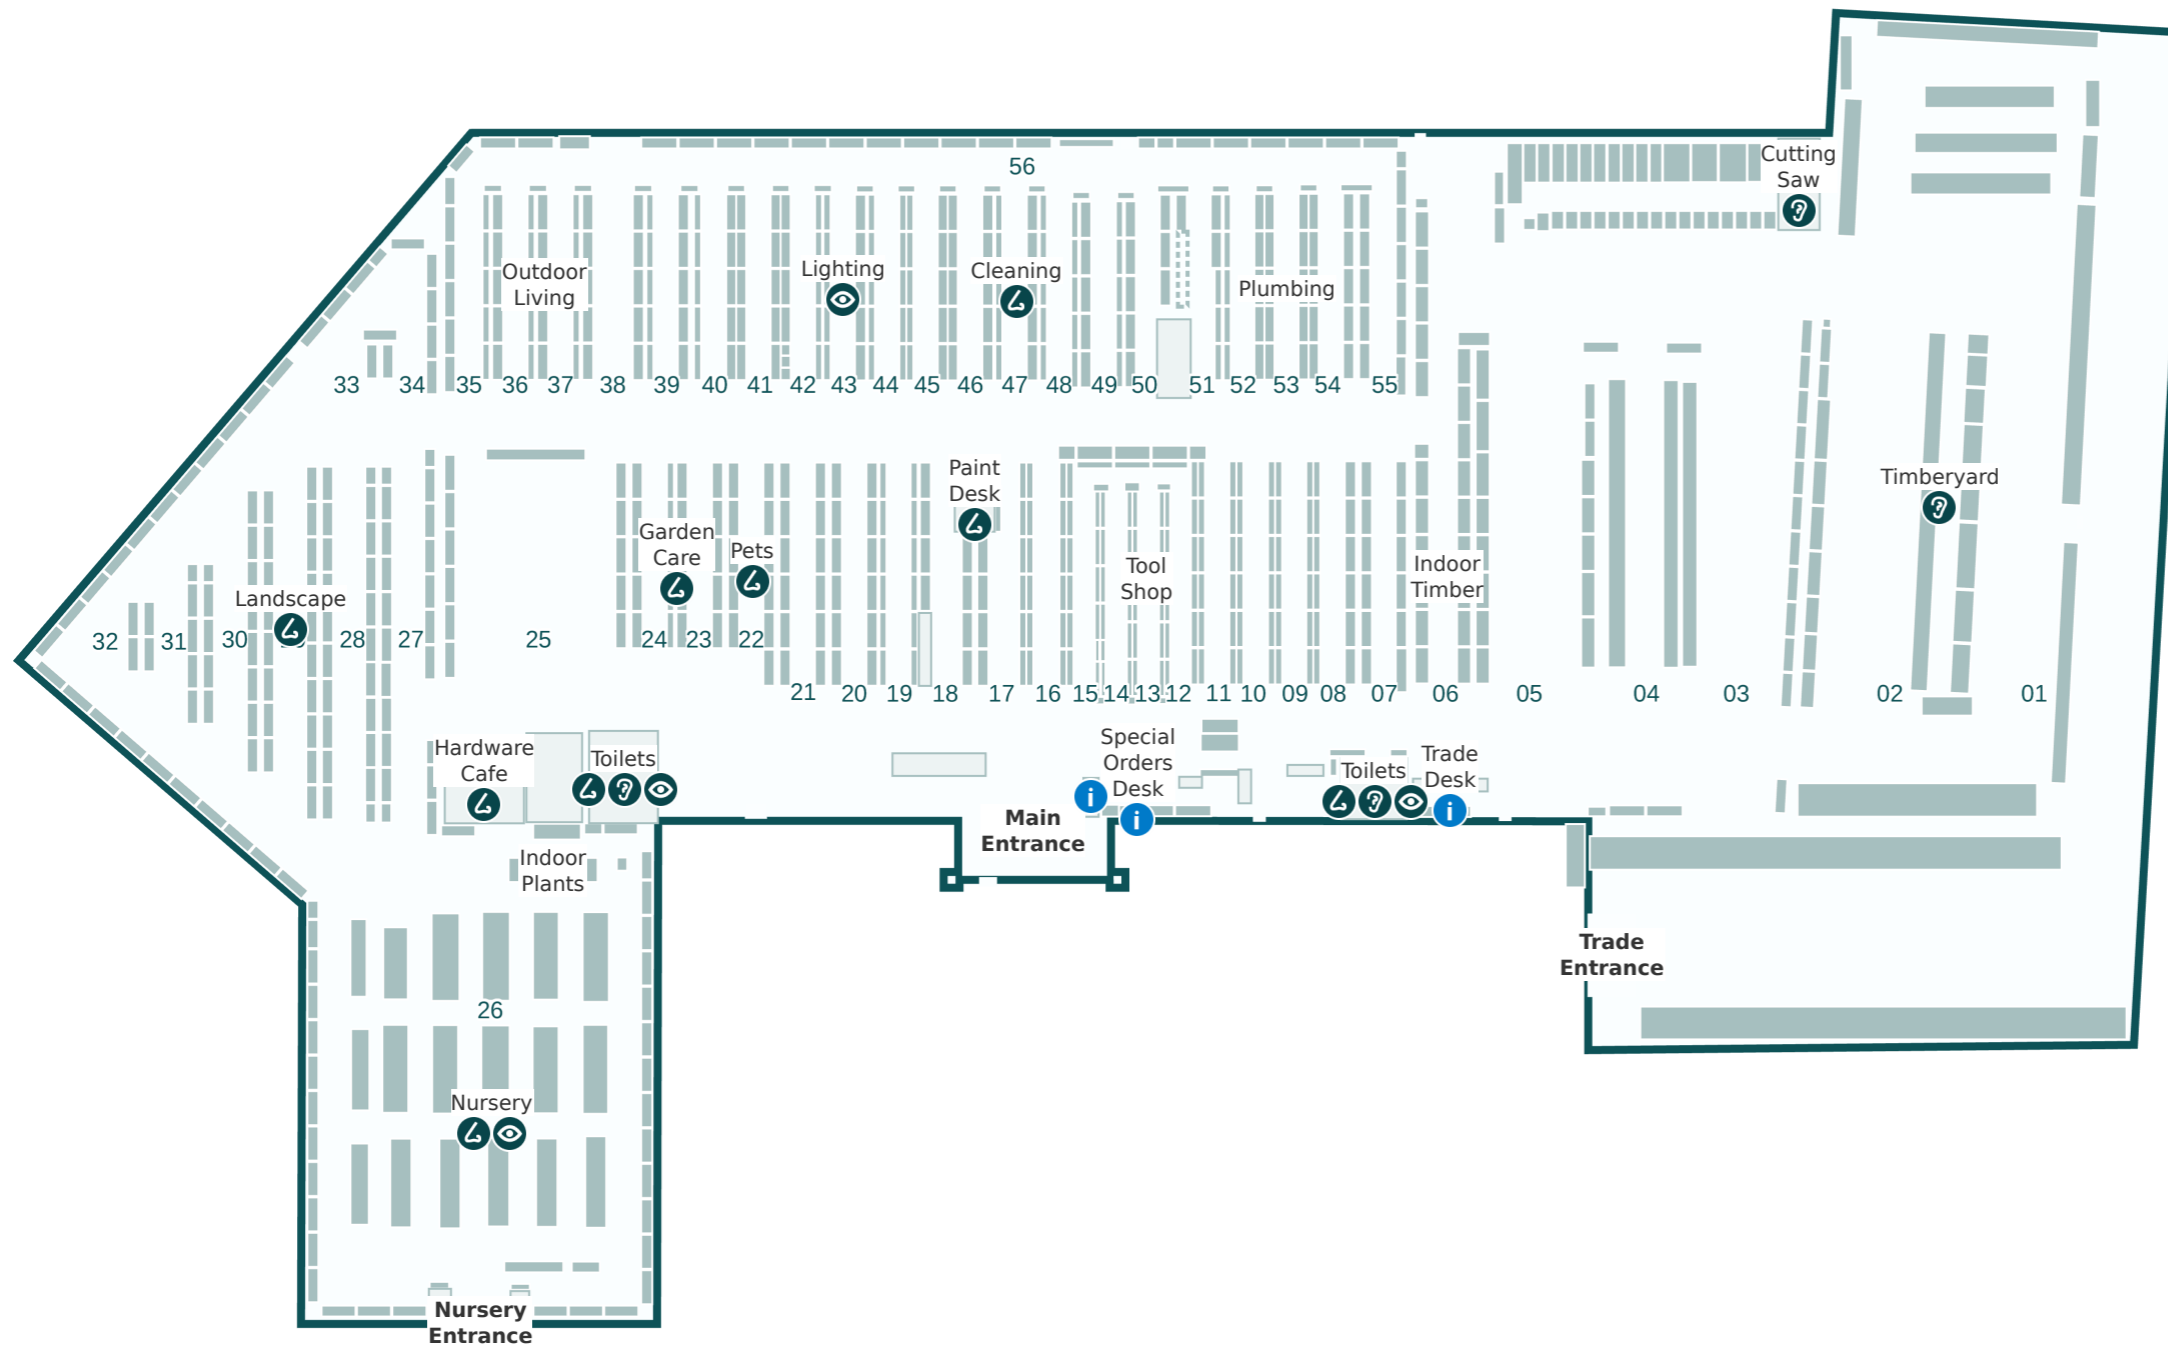 56
Cutting
Saw
Outdoor
Living
Lighting
Cleaning
Plumbing
33 34 35 36 37 38 39 40 41 42 43 44 45 46 47 48 49 50 51 52 53 54 55
Paint
Desk
Timberyard
Garden
Care
Pets
Tool
Shop
Indoor
Timber
Landscape
32 31 30 28 27 25 24 23 22
21 20 19 18 17 16 15 14 13 12 11 10 09 08 07 06 05 04 03 02 01
Hardware
Cafe
Toilets
Special
Orders
Desk
i
i
Toilets
Trade
Desk
i
Main
Entrance
Indoor
Plants
Trade
Entrance
26
Nursery
Nursery
Entrance